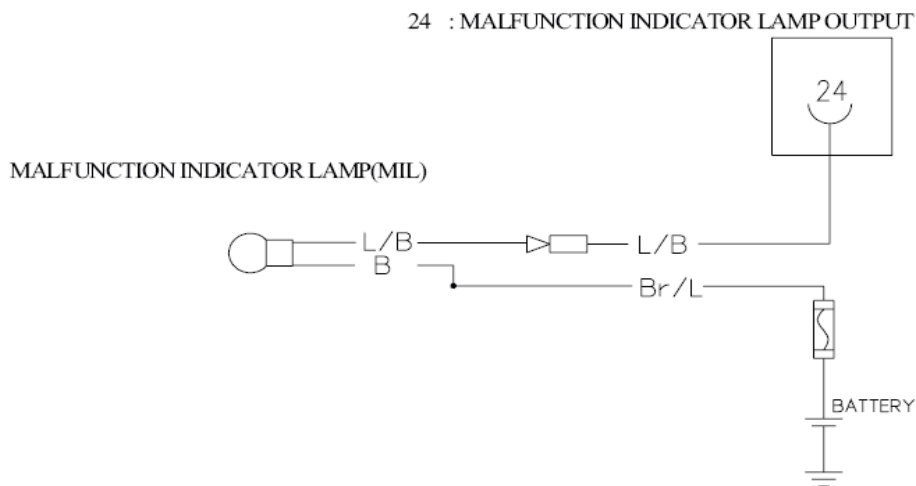 24 : MALFUNCTION INDICATOR LAMP OUTPUT
24
MALFUNCTION INDICATOR LAMP(MIL)
L/B
L/B
B
Br/L
BATTERY